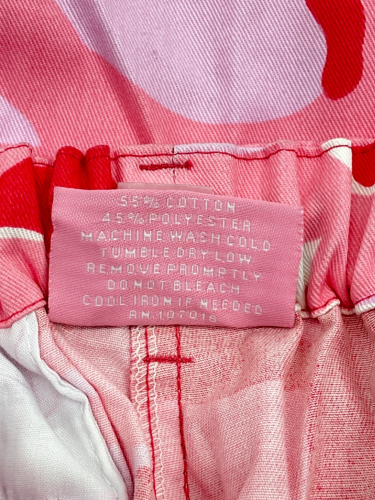 55% COTTON
45% POLYESTER
MACHINE WASH COLD
TUMBLE DRY LOW
REMOVE PROMPTLY
DO NOT BLEACH
COOL IRON IF NEEDED
RN 107016